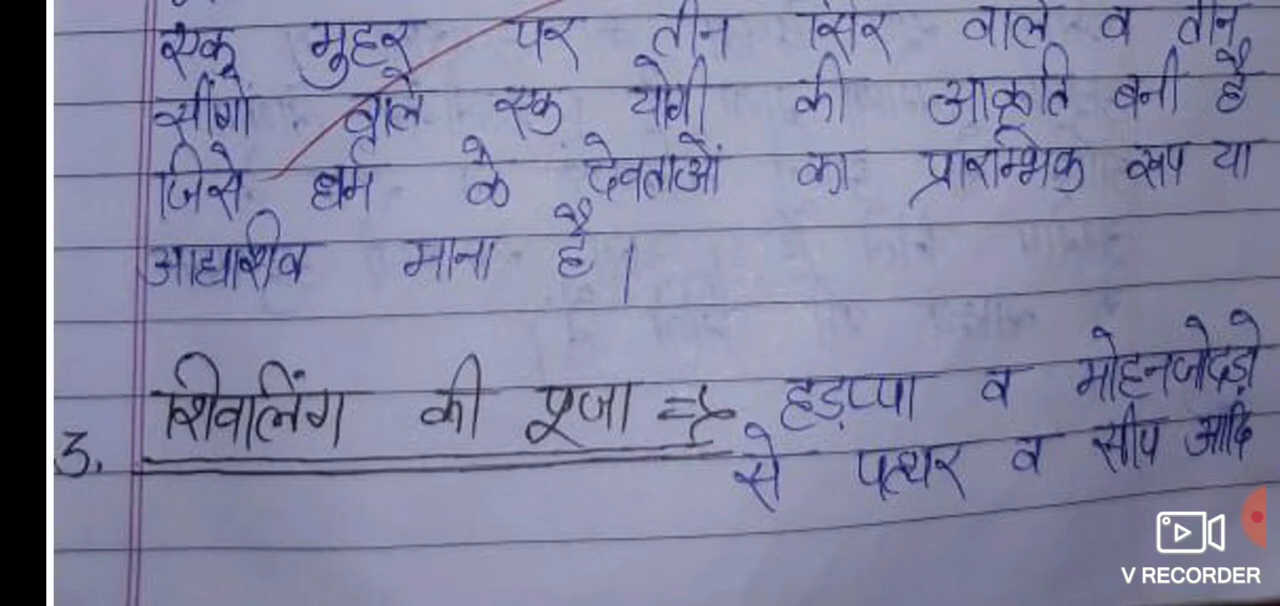 एक मुहर पर तीन सिर वाले व तीन
सींगो वाले एक योगी की आकृति बनी है
जिसे धर्म के देवताओं का प्रारम्भिक रूप या
आद्यशिव माना है।
3. शिवलिंग की पूजा => हड़प्पा व मोहनजोदड़ो
से पत्थर व सीप आदि
V RECORDER